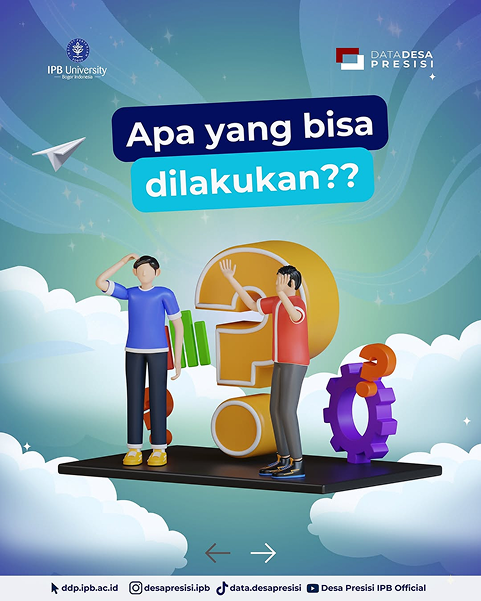 IPB University
Bogor Indonesia
DATA DESA
PRESISI
Apa yang bisa
dilakukan??
ddp.ipb.ac.id desapresisi.ipb data.desapresisi Desa Presisi IPB Official